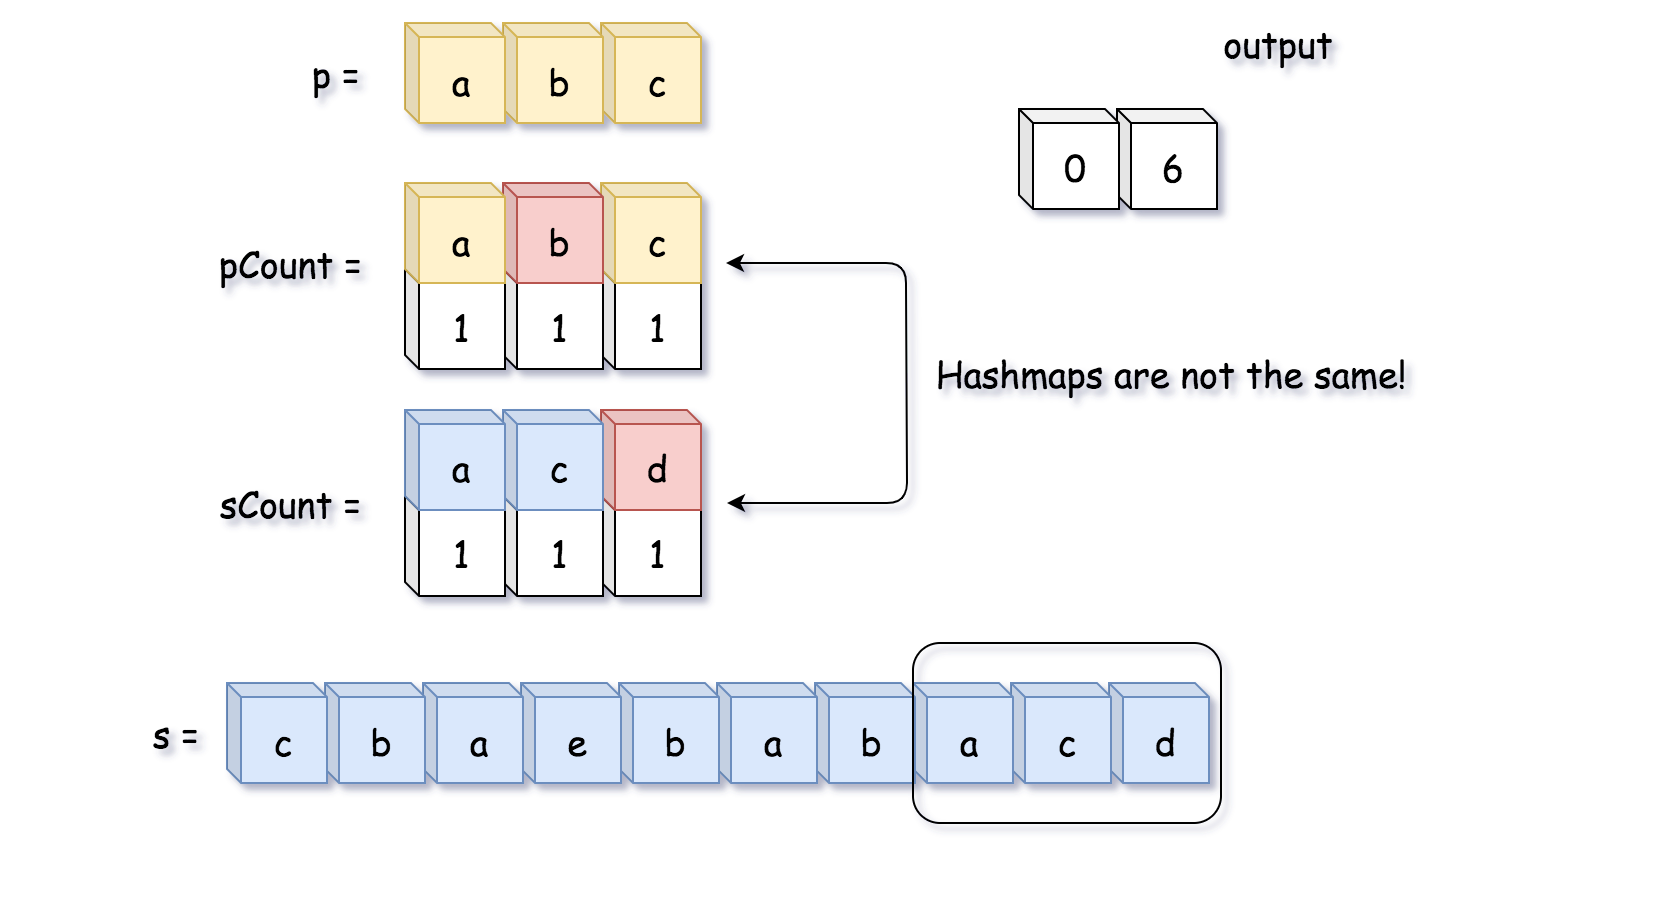 p = a b c
output
0 6
pCount = a b c
1 1 1
Hashmaps are not the same!
sCount = a c d
1 1 1
s = c b a e b a b a c d